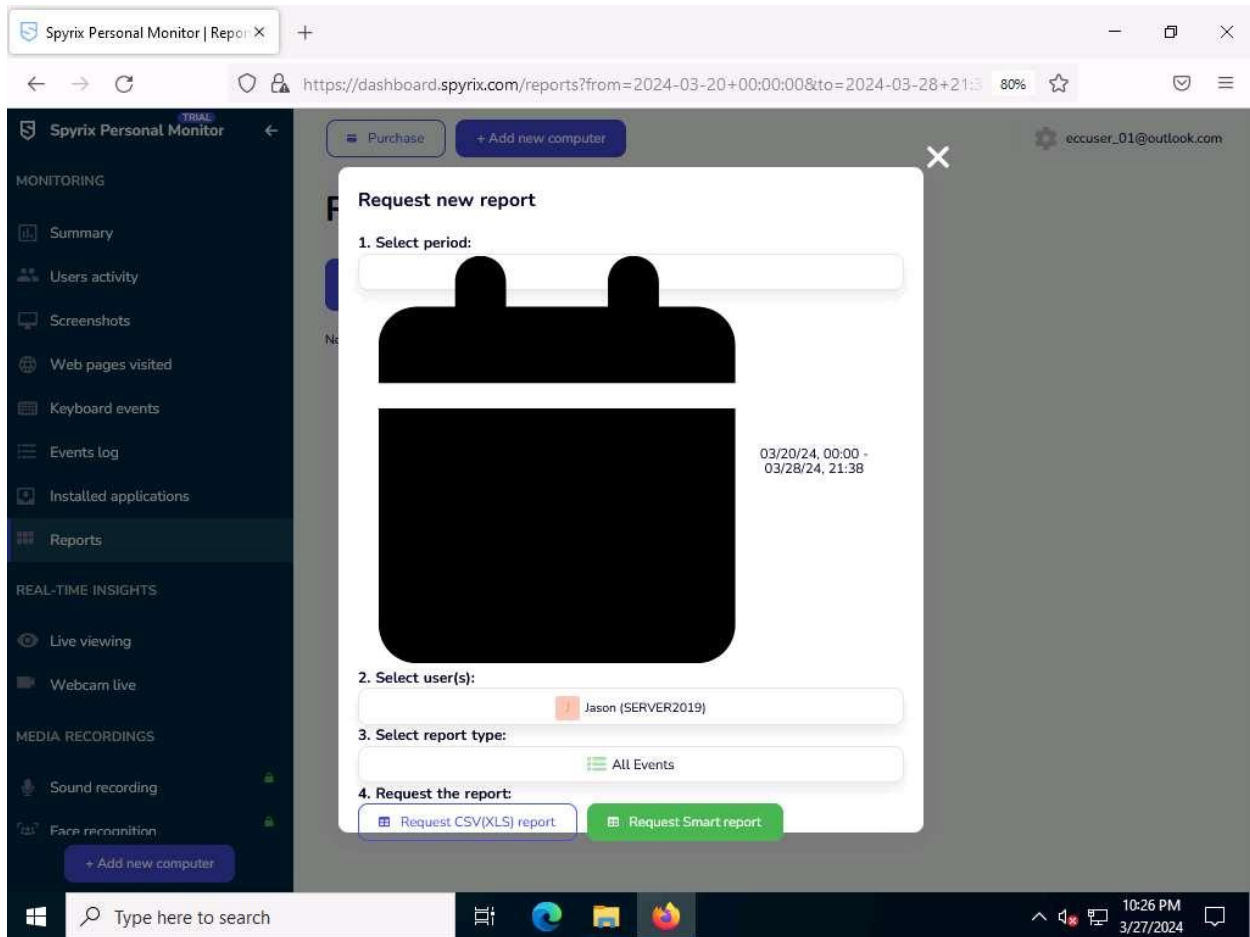 Spyrix Personal Monitor | Repor
https://dashboard.spyrix.com/reports?from=2024-03-20+00:00:00&to=2024-03-28+21:3
80%
TRIAL
Spyrix Personal Monitor
Purchase
+ Add new computer
eccuser_01@outlook.com
MONITORING
Summary
Users activity
Screenshots
Web pages visited
Keyboard events
Events log
Installed applications
Reports
REAL-TIME INSIGHTS
Live viewing
Webcam live
MEDIA RECORDINGS
Sound recording
Face recognition
+ Add new computer
Request new report
1. Select period:
03/20/24, 00:00 -
03/28/24, 21:38
2. Select user(s):
J Jason (SERVER2019)
3. Select report type:
All Events
4. Request the report:
Request CSV(XLS) report
Request Smart report
Type here to search
10:26 PM
3/27/2024